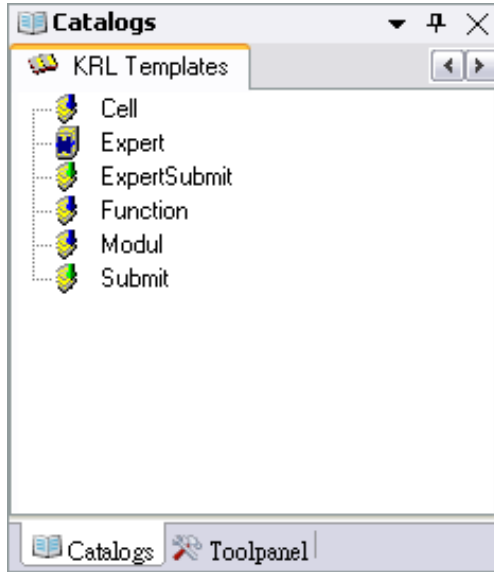 Catalogs
KRL Templates
Cell
Expert
ExpertSubmit
Function
Modul
Submit
Catalogs Toolpanel